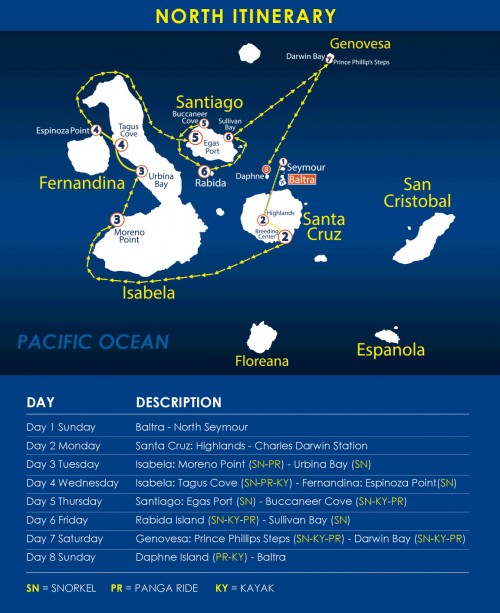 NORTH ITINERARY
Genovesa
Darwin Bay
7
Prince Phillip's Steps
Santiago
Buccaneer
Cove
5
Sullivan
Bay
6
5
Egas
Port
Espinoza Point
4
Tagus
Cove
4
Fernandina
3
Urbina
Bay
6
Rabida
Daphne
8
1
Seymour
Baltra
San
Cristobal
3
Moreno
Point
2
Highlands
Breeding
Center
2
Santa
Cruz
Isabela
PACIFIC OCEAN
Floreana
Espanola
DAY DESCRIPTION
Day 1 Sunday Baltra - North Seymour
Day 2 Monday Santa Cruz: Highlands - Charles Darwin Station
Day 3 Tuesday Isabela: Moreno Point (SN-PR) - Urbina Bay (SN)
Day 4 Wednesday Isabela: Tagus Cove (SN-PR-KY) - Fernandina: Espinoza Point(SN)
Day 5 Thursday Santiago: Egas Port (SN) - Buccaneer Cove (SN-KY-PR)
Day 6 Friday Rabida Island (SN-KY-PR) - Sullivan Bay (SN)
Day 7 Saturday Genovesa: Prince Phillips Steps (SN-KY-PR) - Darwin Bay (SN-KY-PR)
Day 8 Sunday Daphne Island (PR-KY) - Baltra
SN = SNORKEL PR = PANGA RIDE KY = KAYAK